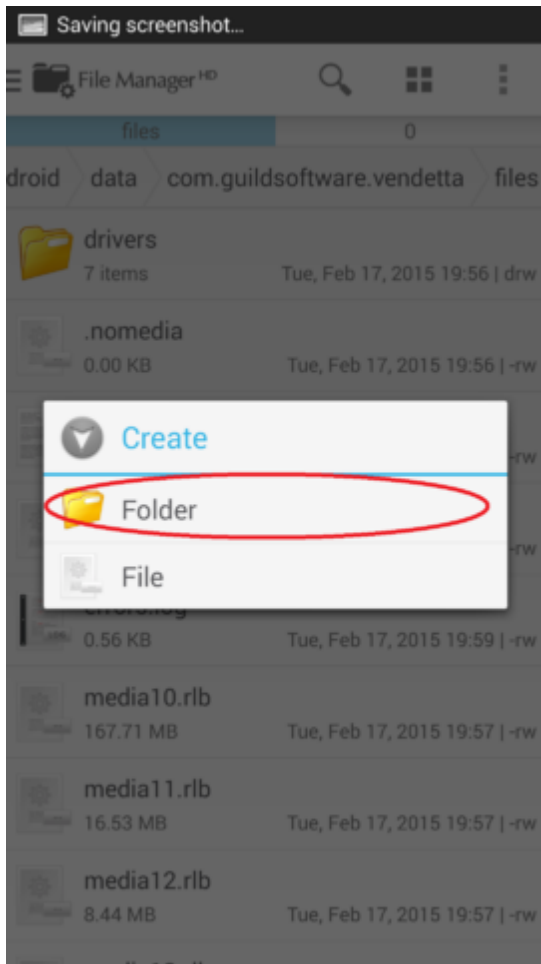 Saving screenshot...
File Manager HD
files 0
droid data com.guildsoftware.vendetta files
drivers
7 items Tue, Feb 17, 2015 19:56 | drw
.nomedia
0.00 KB Tue, Feb 17, 2015 19:56 | -rw
Create
-rw
Folder
-rw
File
errors.log
0.56 KB Tue, Feb 17, 2015 19:59 | -rw
media10.rlb
167.71 MB Tue, Feb 17, 2015 19:57 | -rw
media11.rlb
16.53 MB Tue, Feb 17, 2015 19:57 | -rw
media12.rlb
8.44 MB Tue, Feb 17, 2015 19:57 | -rw